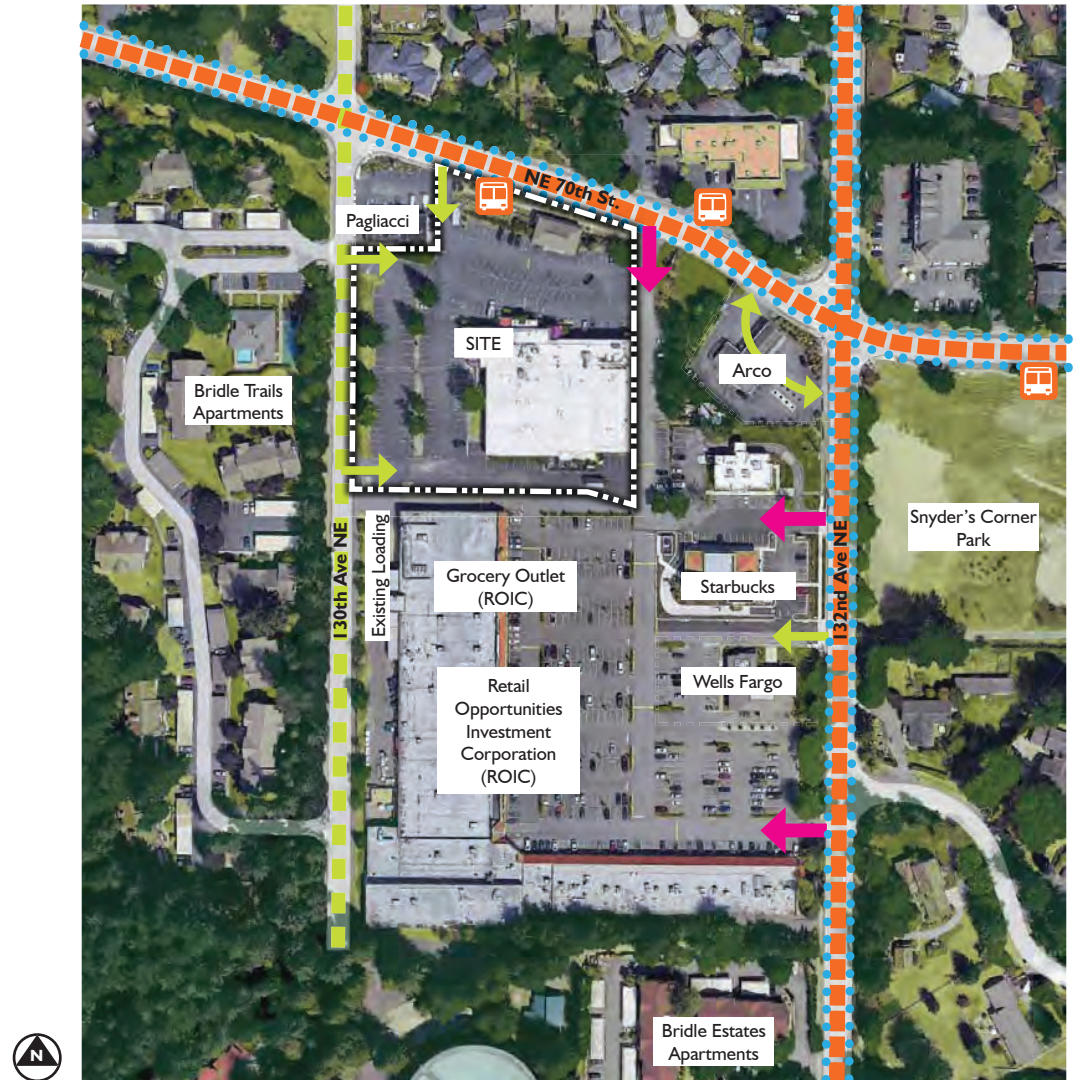 NE 70th St.
Pagliacci
SITE
Arco
Bridle Trails
Apartments
130th Ave NE
Existing Loading
Grocery Outlet
(ROIC)
Starbucks
132nd Ave NE
Snyder's Corner
Park
Retail
Opportunities
Investment
Corporation
(ROIC)
Wells Fargo
Bridle Estates
Apartments
N